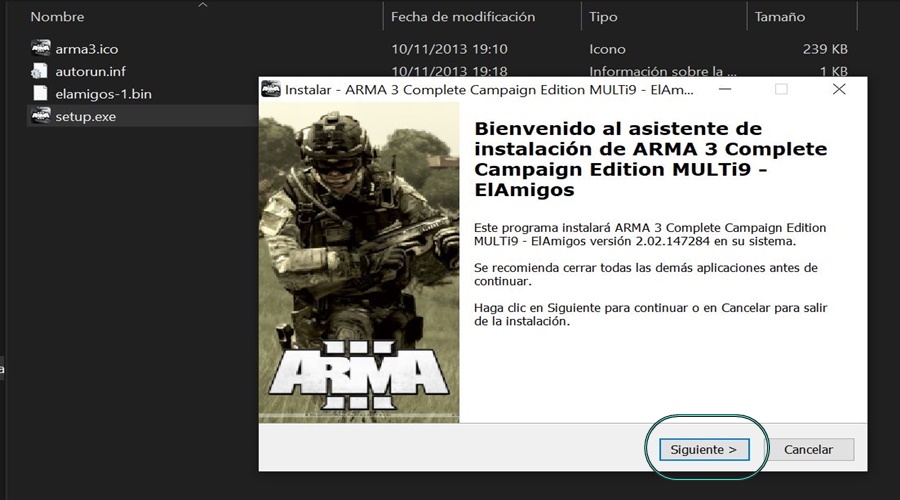 Nombre Fecha de modificación Tipo Tamaño
arma3.ico 10/11/2013 19:10 Icono 239 KB
autorun.inf 10/11/2013 19:18 Información sobre la ... 1 KB
elamigos-1.bin
setup.exe
Instalar - ARMA 3 Complete Campaign Edition MULTi9 - ElAm...
Bienvenido al asistente de
instalación de ARMA 3 Complete
Campaign Edition MULTi9 -
ElAmigos
Este programa instalará ARMA 3 Complete Campaign Edition
MULTi9 - ElAmigos versión 2.02.147284 en su sistema.
Se recomienda cerrar todas las demás aplicaciones antes de
continuar.
Haga clic en Siguiente para continuar o en Cancelar para salir
de la instalación.
ARMA
III
Siguiente > Cancelar